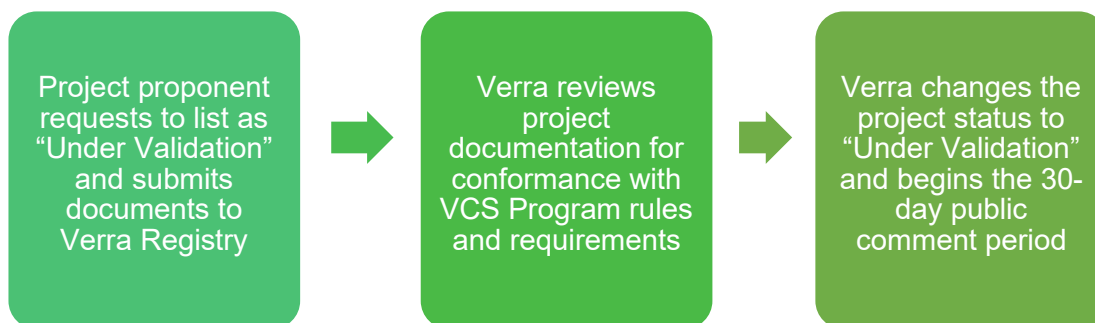 Project proponent
requests to list as
“Under Validation”
and submits
documents to
Verra Registry
Verra reviews
project
documentation for
conformance with
VCS Program rules
and requirements
Verra changes the
project status to
“Under Validation”
and begins the 30-
day public
comment period